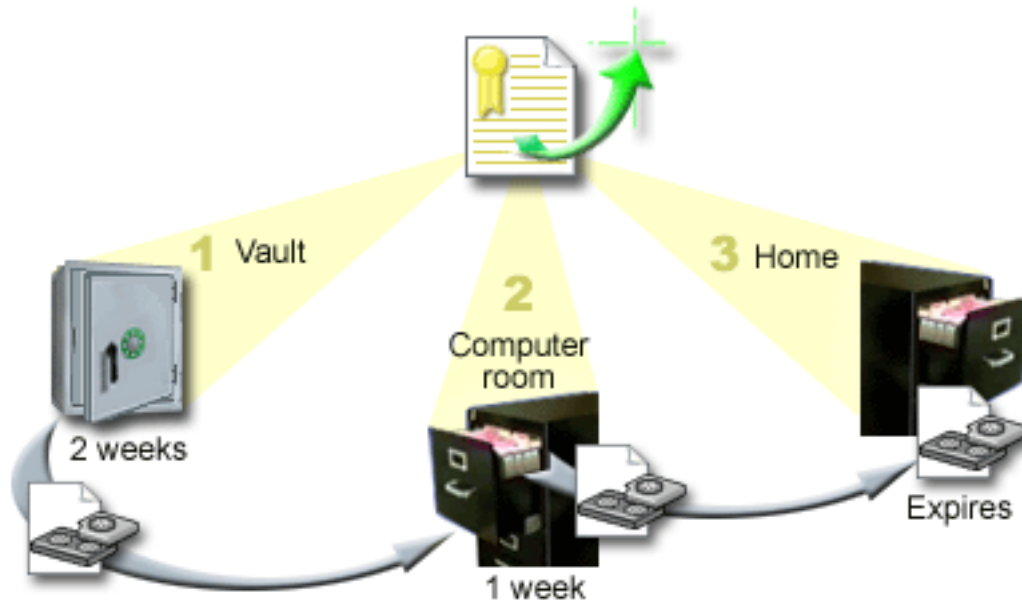 1 Vault
2
Computer
room
3 Home
2 weeks
1 week
Expires